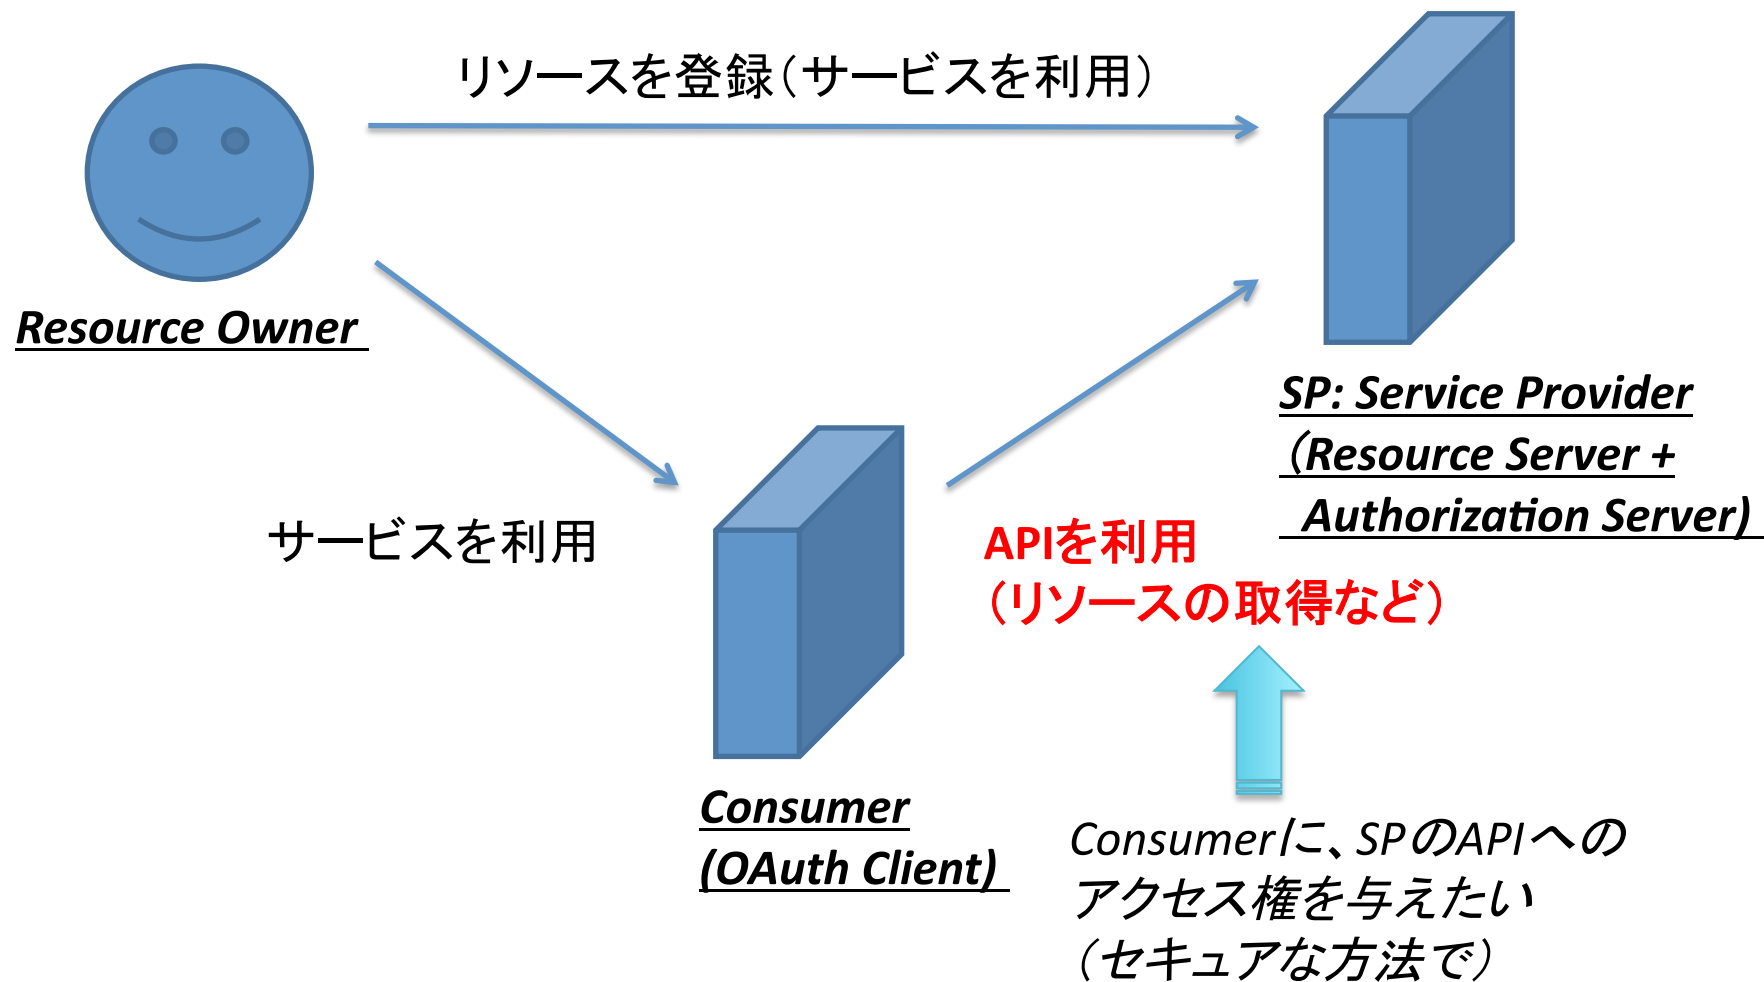 リソースを登録（サービスを利用）
Resource Owner
SP: Service Provider
（Resource Server +
Authorization Server)
サービスを利用
APIを利用
（リソースの取得など）
Consumer
(OAuth Client)
Consumerに、SPのAPIへの
アクセス権を与えたい
（セキュアな方法で）